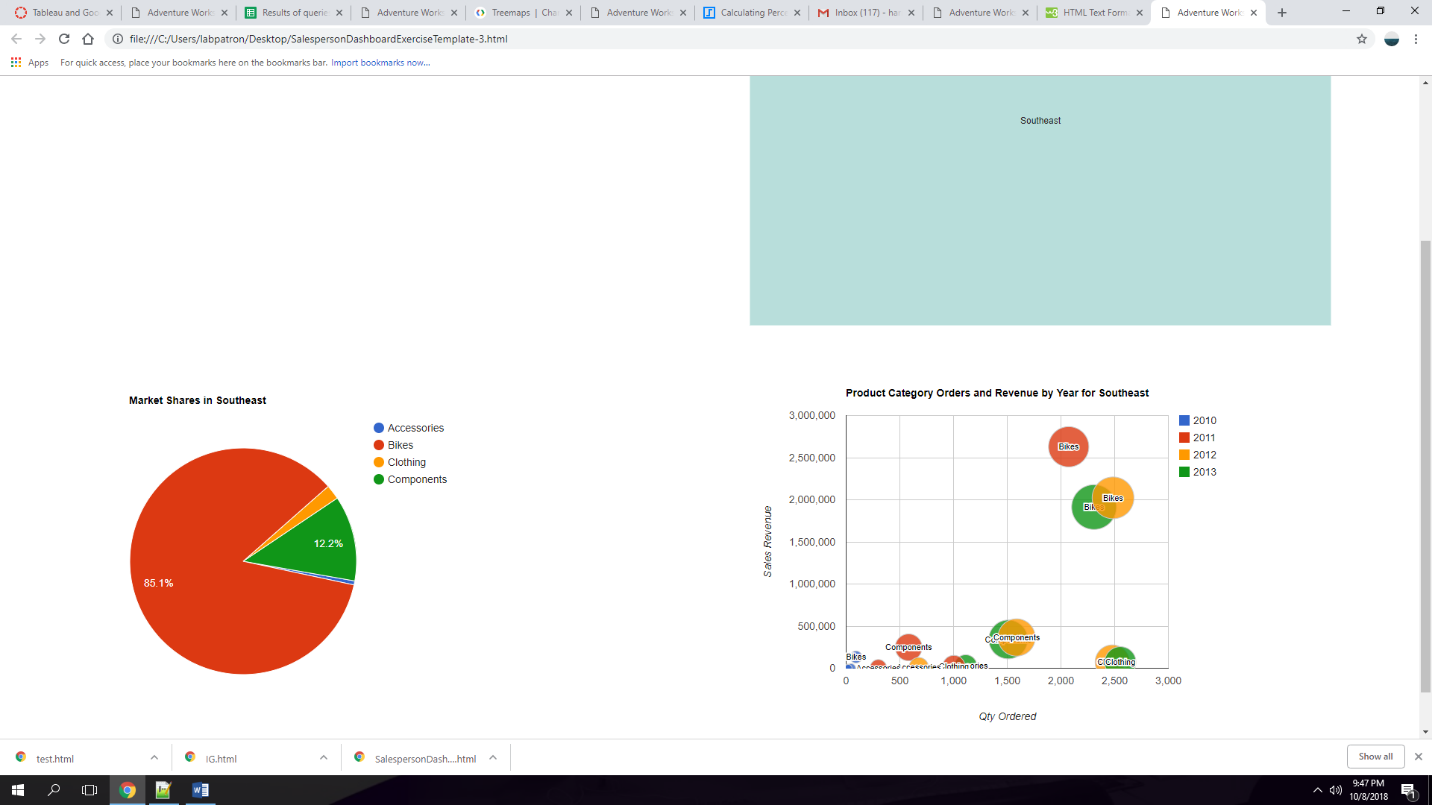 Tableau and Goo
Adventure Work
Results of querie
Adventure Work
Treemaps | Cha
Adventure Work
Calculating Perce
Inbox (117) - har
Adventure Work
HTML Text Form
Adventure Work
file:///C:/Users/labpatron/Desktop/SalespersonDashboardExerciseTemplate-3.html
Apps For quick access, place your bookmarks here on the bookmarks bar. Import bookmarks now...
Southeast
Market Shares in Southeast
Accessories
Bikes
Clothing
Components
12.2%
85.1%
Product Category Orders and Revenue by Year for Southeast
3,000,000
2,500,000
2,000,000
1,500,000
1,000,000
500,000
0
Sales Revenue
Bikes
Bikes
Components
Components
Bikes
Clothing
Clothing
0 500 1,000 1,500 2,000 2,500 3,000
Qty Ordered
2010
2011
2012
2013
test.html
IG.html
SalespersonDash....html
Show all
9:47 PM
10/8/2018
1